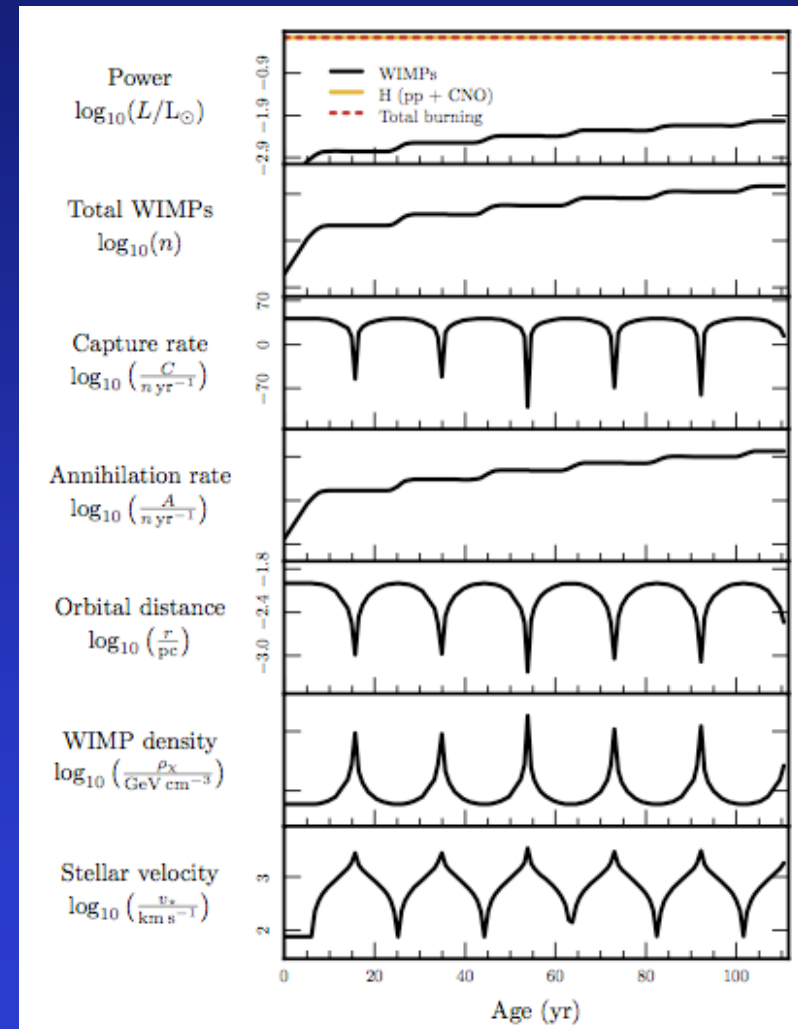 Power
log₁₀(L/L⊙)
−0.9
−1.9
−2.9
WIMPs
H (pp + CNO)
Total burning
Total WIMPs
log₁₀(n)
Capture rate
log₁₀ (C / n yr⁻¹)
70
0
−70
Annihilation rate
log₁₀ (A / n yr⁻¹)
Orbital distance
log₁₀ (r / pc)
−1.8
−2.4
−3.0
WIMP density
log₁₀ (ρχ / GeV cm⁻³)
Stellar velocity
log₁₀ (v⋆ / km s⁻¹)
3
2
0 20 40 60 80 100
Age (yr)